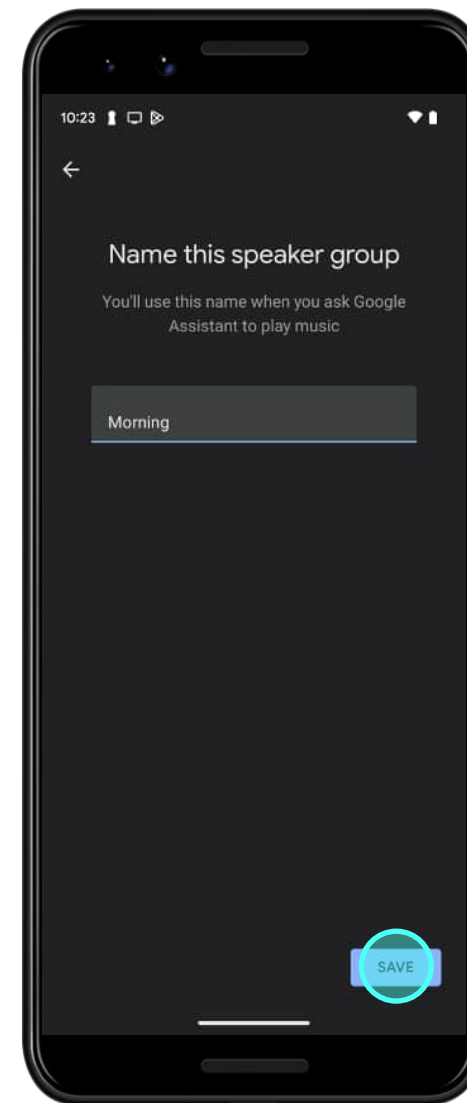 10:23
Name this speaker group
You'll use this name when you ask Google
Assistant to play music
Morning
SAVE